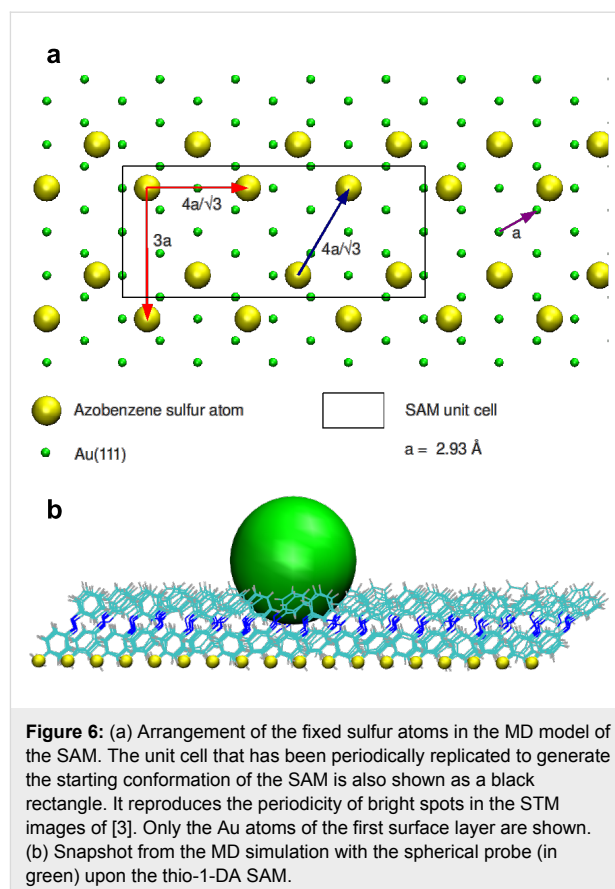 a
4a/√3
3a
4a/√3
a
Azobenzene sulfur atom
SAM unit cell
Au(111)
a = 2.93 Å
b
Figure 6: (a) Arrangement of the fixed sulfur atoms in the MD model of
the SAM. The unit cell that has been periodically replicated to generate
the starting conformation of the SAM is also shown as a black
rectangle. It reproduces the periodicity of bright spots in the STM
images of [3]. Only the Au atoms of the first surface layer are shown.
(b) Snapshot from the MD simulation with the spherical probe (in
green) upon the thio-1-DA SAM.